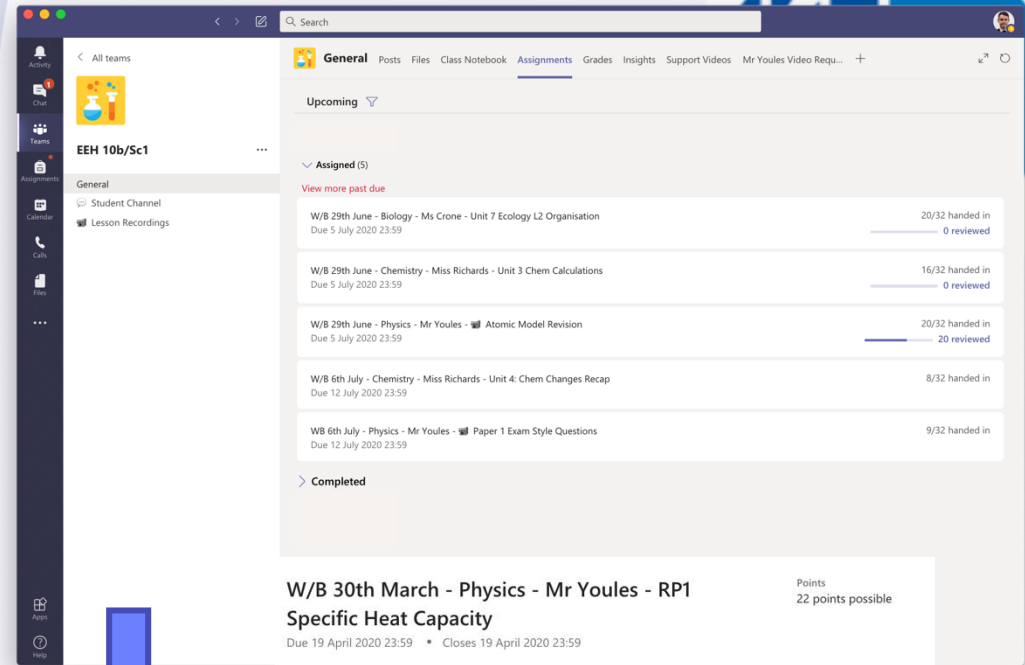 Search
Activity
Chat
1
Teams
Assignments
Calendar
Calls
Files
Apps
Help
All teams
EEH 10b/Sc1
General
Student Channel
Lesson Recordings
General Posts Files Class Notebook Assignments Grades Insights Support Videos Mr Youles Video Requ...
Upcoming
Assigned (5)
View more past due
W/B 29th June - Biology - Ms Crone - Unit 7 Ecology L2 Organisation
Due 5 July 2020 23:59
20/32 handed in
0 reviewed
W/B 29th June - Chemistry - Miss Richards - Unit 3 Chem Calculations
Due 5 July 2020 23:59
16/32 handed in
0 reviewed
W/B 29th June - Physics - Mr Youles - 📹 Atomic Model Revision
Due 5 July 2020 23:59
20/32 handed in
20 reviewed
W/B 6th July - Chemistry - Miss Richards - Unit 4: Chem Changes Recap
Due 12 July 2020 23:59
8/32 handed in
WB 6th July - Physics - Mr Youles - 📹 Paper 1 Exam Style Questions
Due 12 July 2020 23:59
9/32 handed in
Completed
W/B 30th March - Physics - Mr Youles - RP1
Specific Heat Capacity
Due 19 April 2020 23:59 • Closes 19 April 2020 23:59
Points
22 points possible